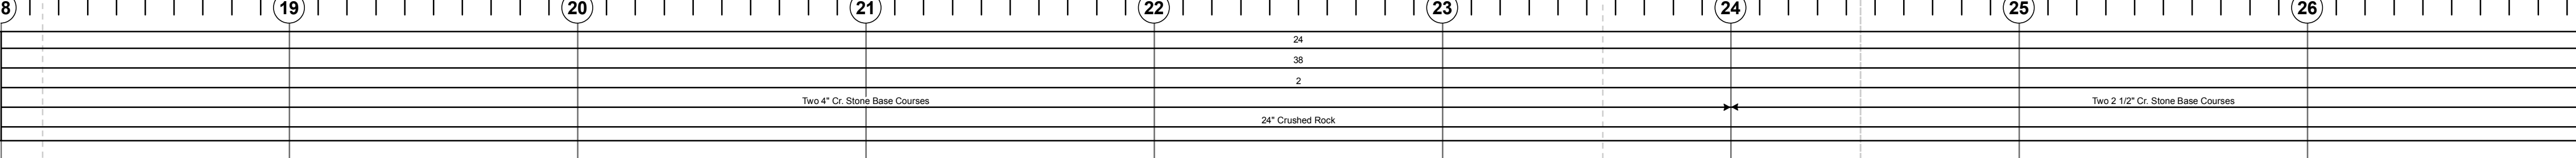 8 19 20 21 22 23 24 25 26
24
38
2
Two 4" Cr. Stone Base Courses Two 2 1/2" Cr. Stone Base Courses
24" Crushed Rock